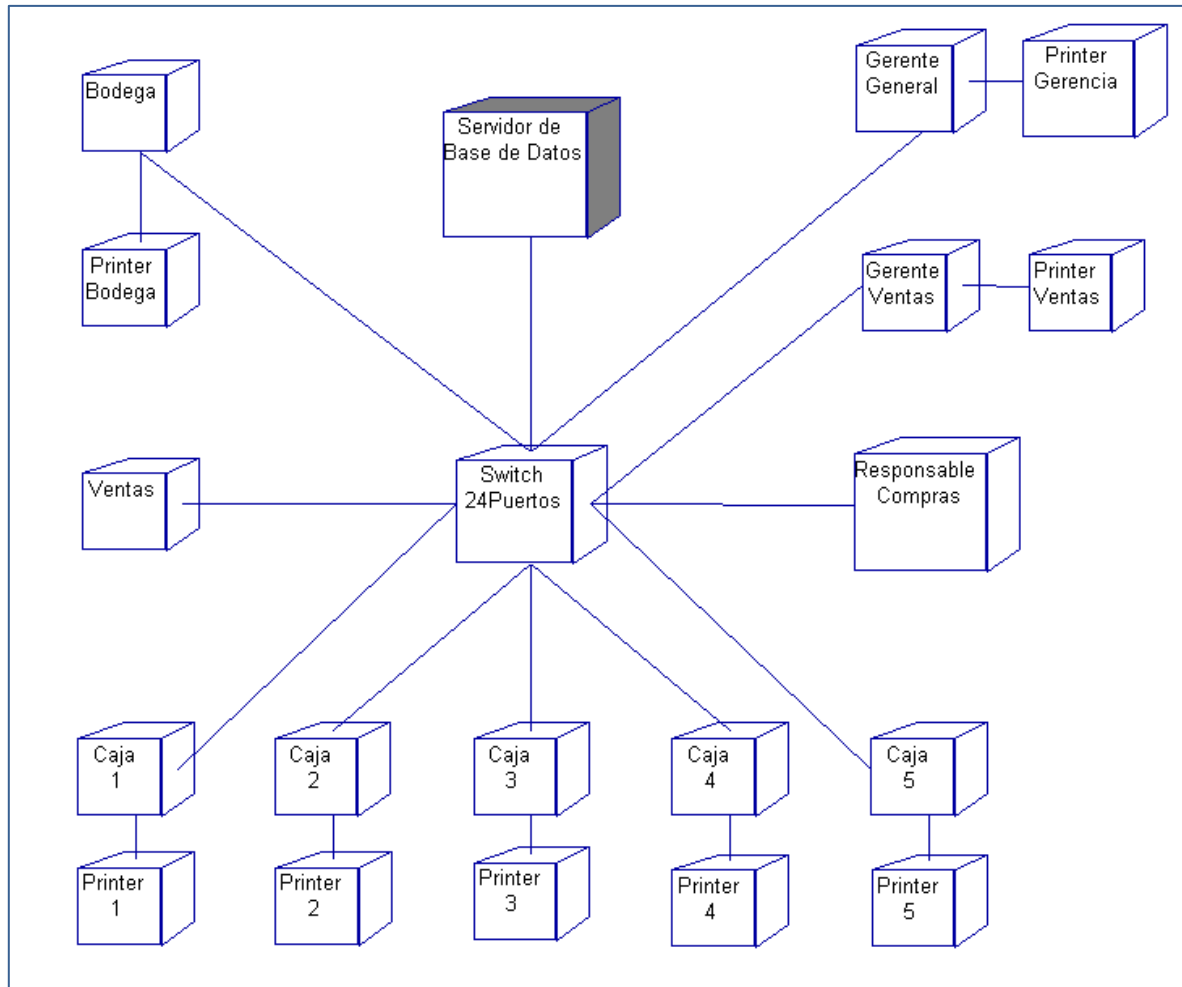 Bodega
Servidor de
Base de Datos
Gerente
General
Printer
Gerencia
Printer
Bodega
Gerente
Ventas
Printer
Ventas
Ventas
Switch
24Puertos
Responsable
Compras
Caja
1
Caja
2
Caja
3
Caja
4
Caja
5
Printer
1
Printer
2
Printer
3
Printer
4
Printer
5